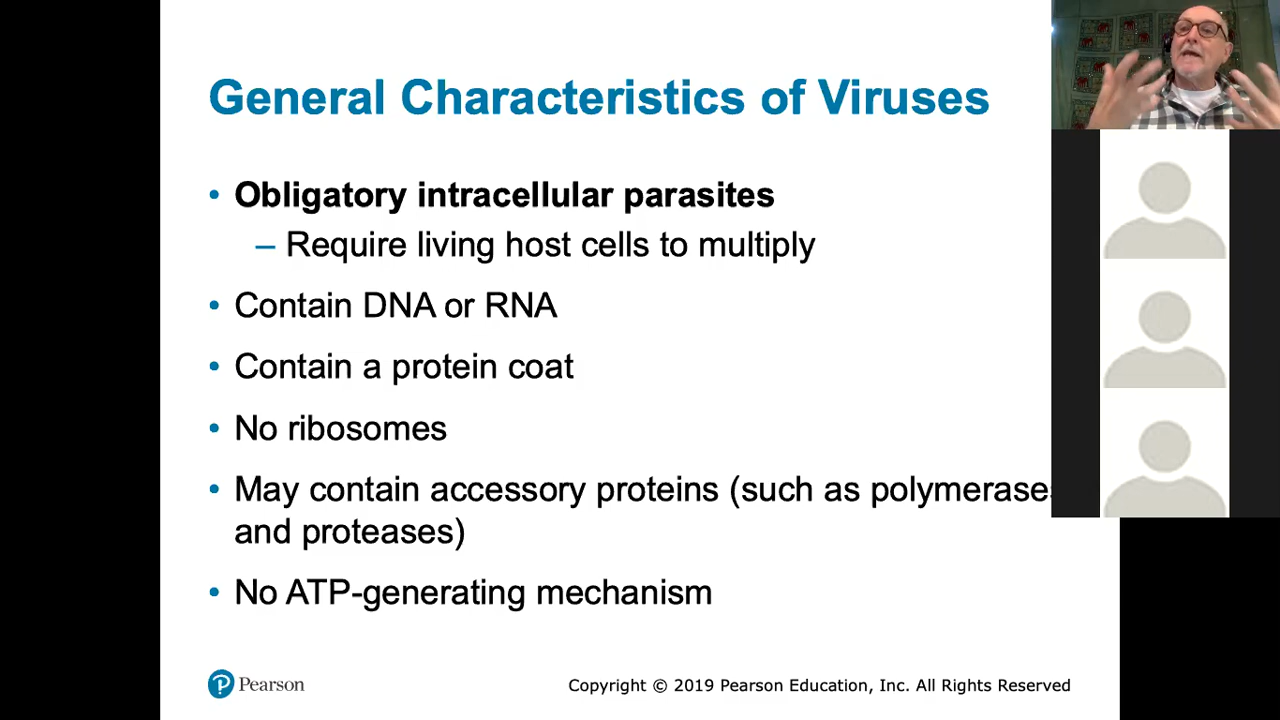 General Characteristics of Viruses
• Obligatory intracellular parasites
– Require living host cells to multiply
• Contain DNA or RNA
• Contain a protein coat
• No ribosomes
• May contain accessory proteins (such as polymerases
and proteases)
• No ATP-generating mechanism
Pearson
Copyright © 2019 Pearson Education, Inc. All Rights Reserved